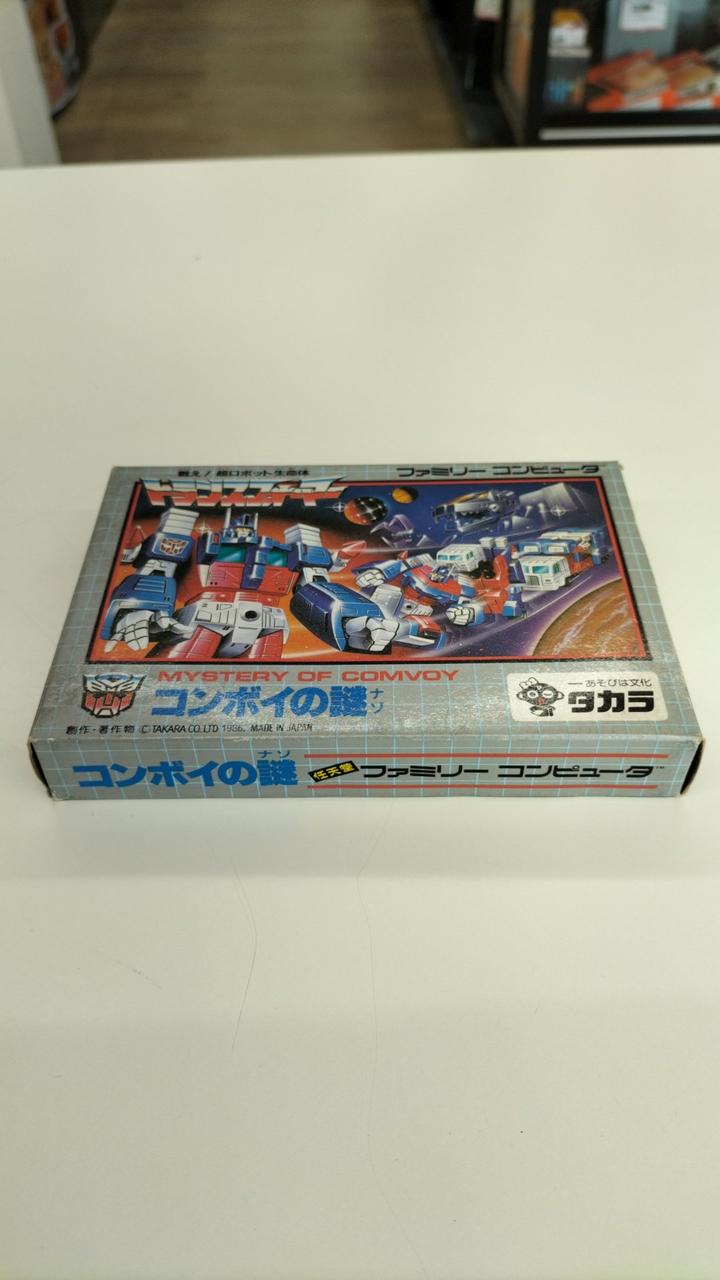 戦え！超ロボット生命体
ファミリー コンピュータ
トランスフォーマー
MYSTERY OF COMVOY
コンボイの謎
ナゾ
創作・著作物 © TAKARA CO.,LTD 1986. MADE IN JAPAN
あそびは文化
タカラ
ナゾ
コンボイの謎
任天堂 ファミリー コンピュータ™